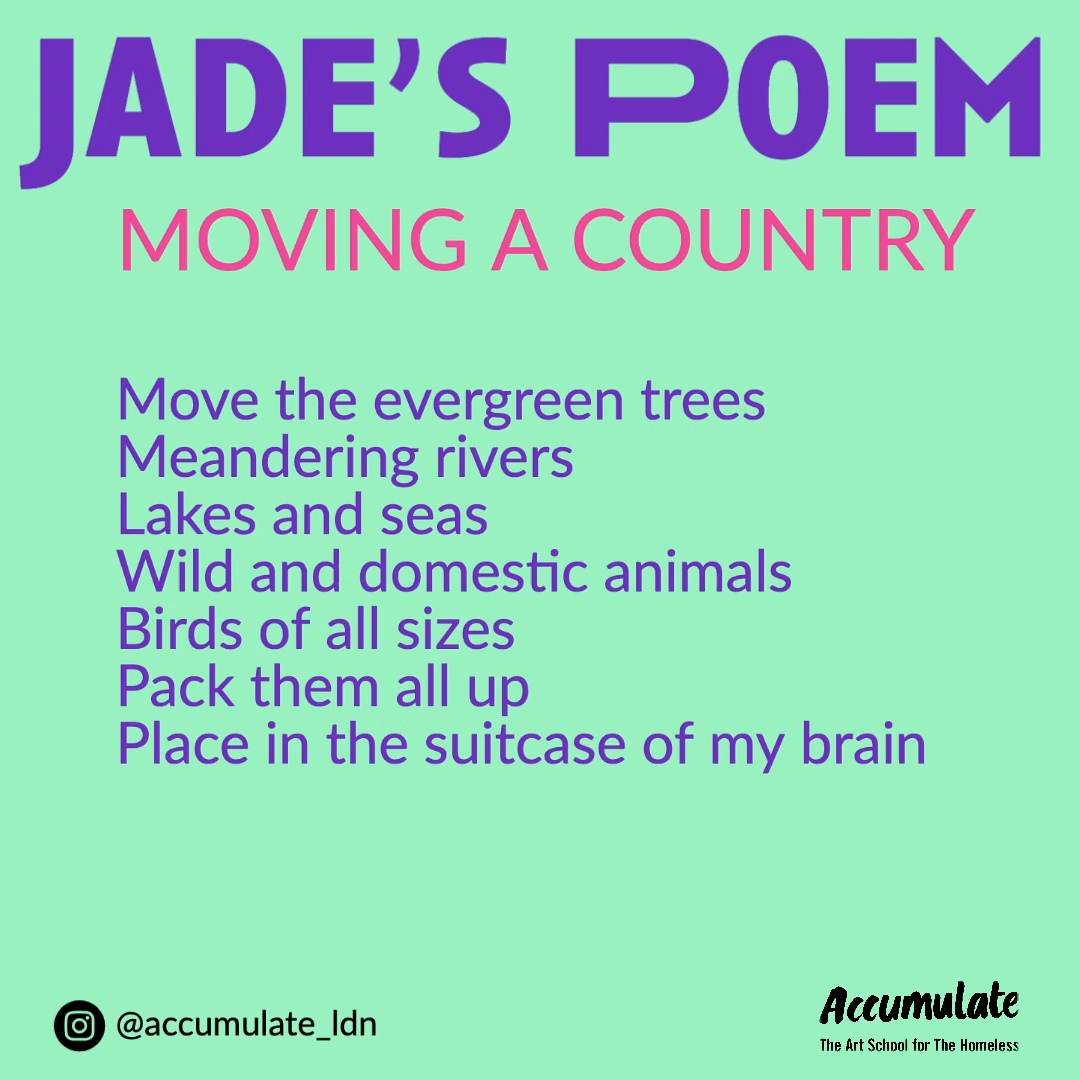 JADE’S POEM
MOVING A COUNTRY
Move the evergreen trees
Meandering rivers
Lakes and seas
Wild and domestic animals
Birds of all sizes
Pack them all up
Place in the suitcase of my brain
@accumulate_ldn
Accumulate
The Art School for The Homeless